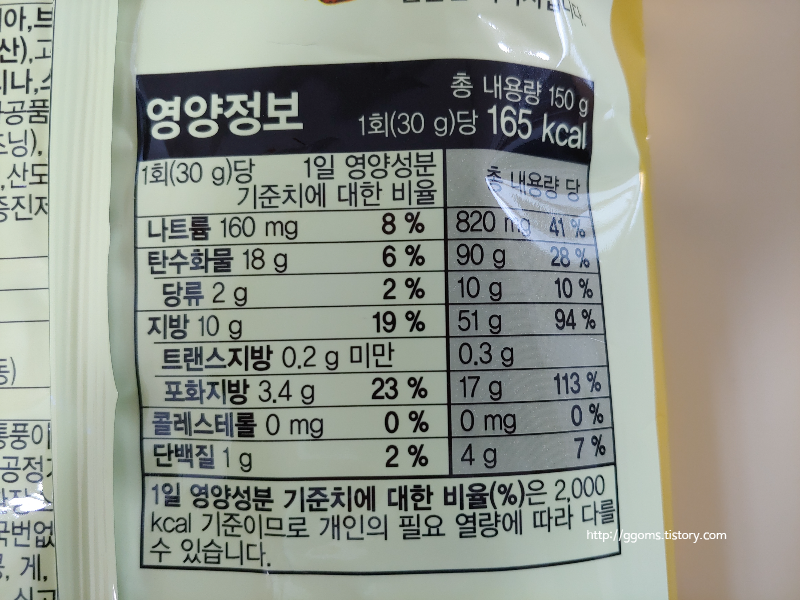 영양정보
총 내용량 150 g
1회(30 g)당 165 kcal
1회(30 g)당 1일 영양성분 기준치에 대한 비율 총 내용량 당
나트륨 160 mg 8 % 820 mg 41 %
탄수화물 18 g 6 % 90 g 28 %
당류 2 g 2 % 10 g 10 %
지방 10 g 19 % 51 g 94 %
트랜스지방 0.2 g 미만 0.3 g
포화지방 3.4 g 23 % 17 g 113 %
콜레스테롤 0 mg 0 % 0 mg 0 %
단백질 1 g 2 % 4 g 7 %
1일 영양성분 기준치에 대한 비율(%)은 2,000
kcal 기준이므로 개인의 필요 열량에 따라 다를
수 있습니다.
http://ggoms.tistory.com